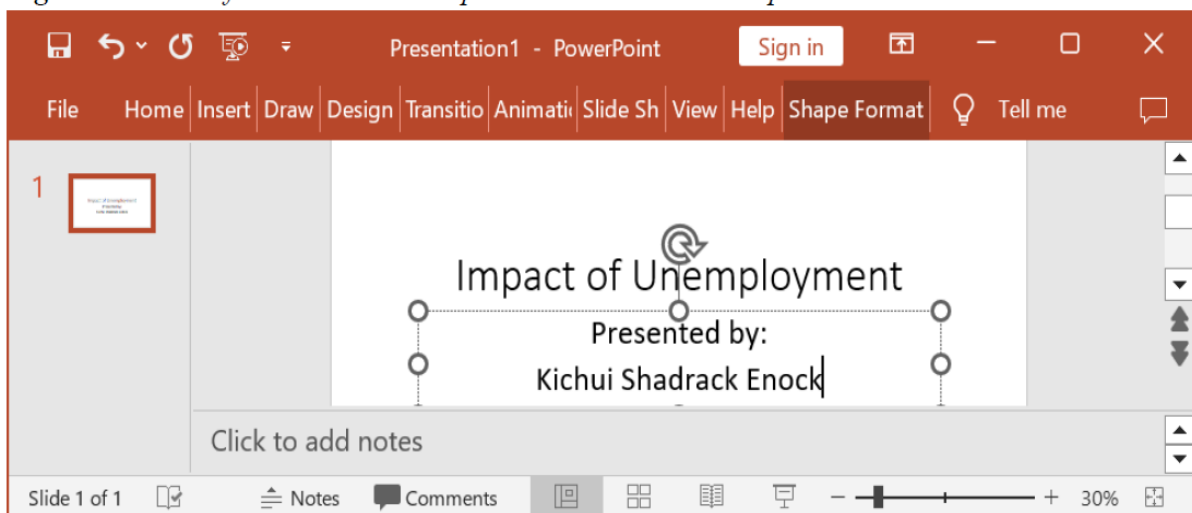 Presentation1 - PowerPoint Sign in
File Home Insert Draw Design Transitio Animati Slide Sh View Help Shape Format Tell me
1
Impact of Unemployment
Presented by:
Kichui Shadrack Enock
Click to add notes
Slide 1 of 1 Notes Comments 30%